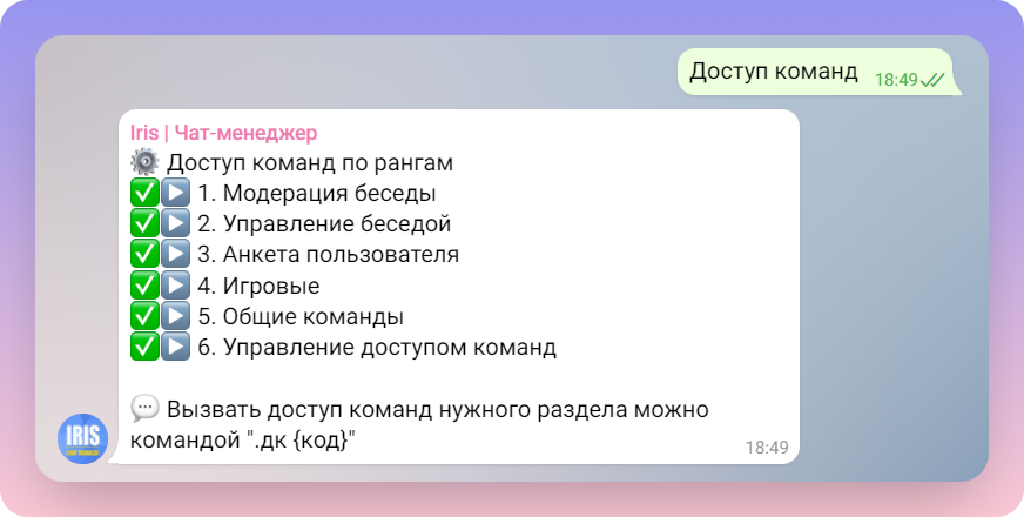 Доступ команд
18:49
Iris | Чат-менеджер
Доступ команд по рангам
1. Модерация беседы
2. Управление беседой
3. Анкета пользователя
4. Игровые
5. Общие команды
6. Управление доступом команд
Вызвать доступ команд нужного раздела можно
командой ".дк {код}"
18:49
IRIS